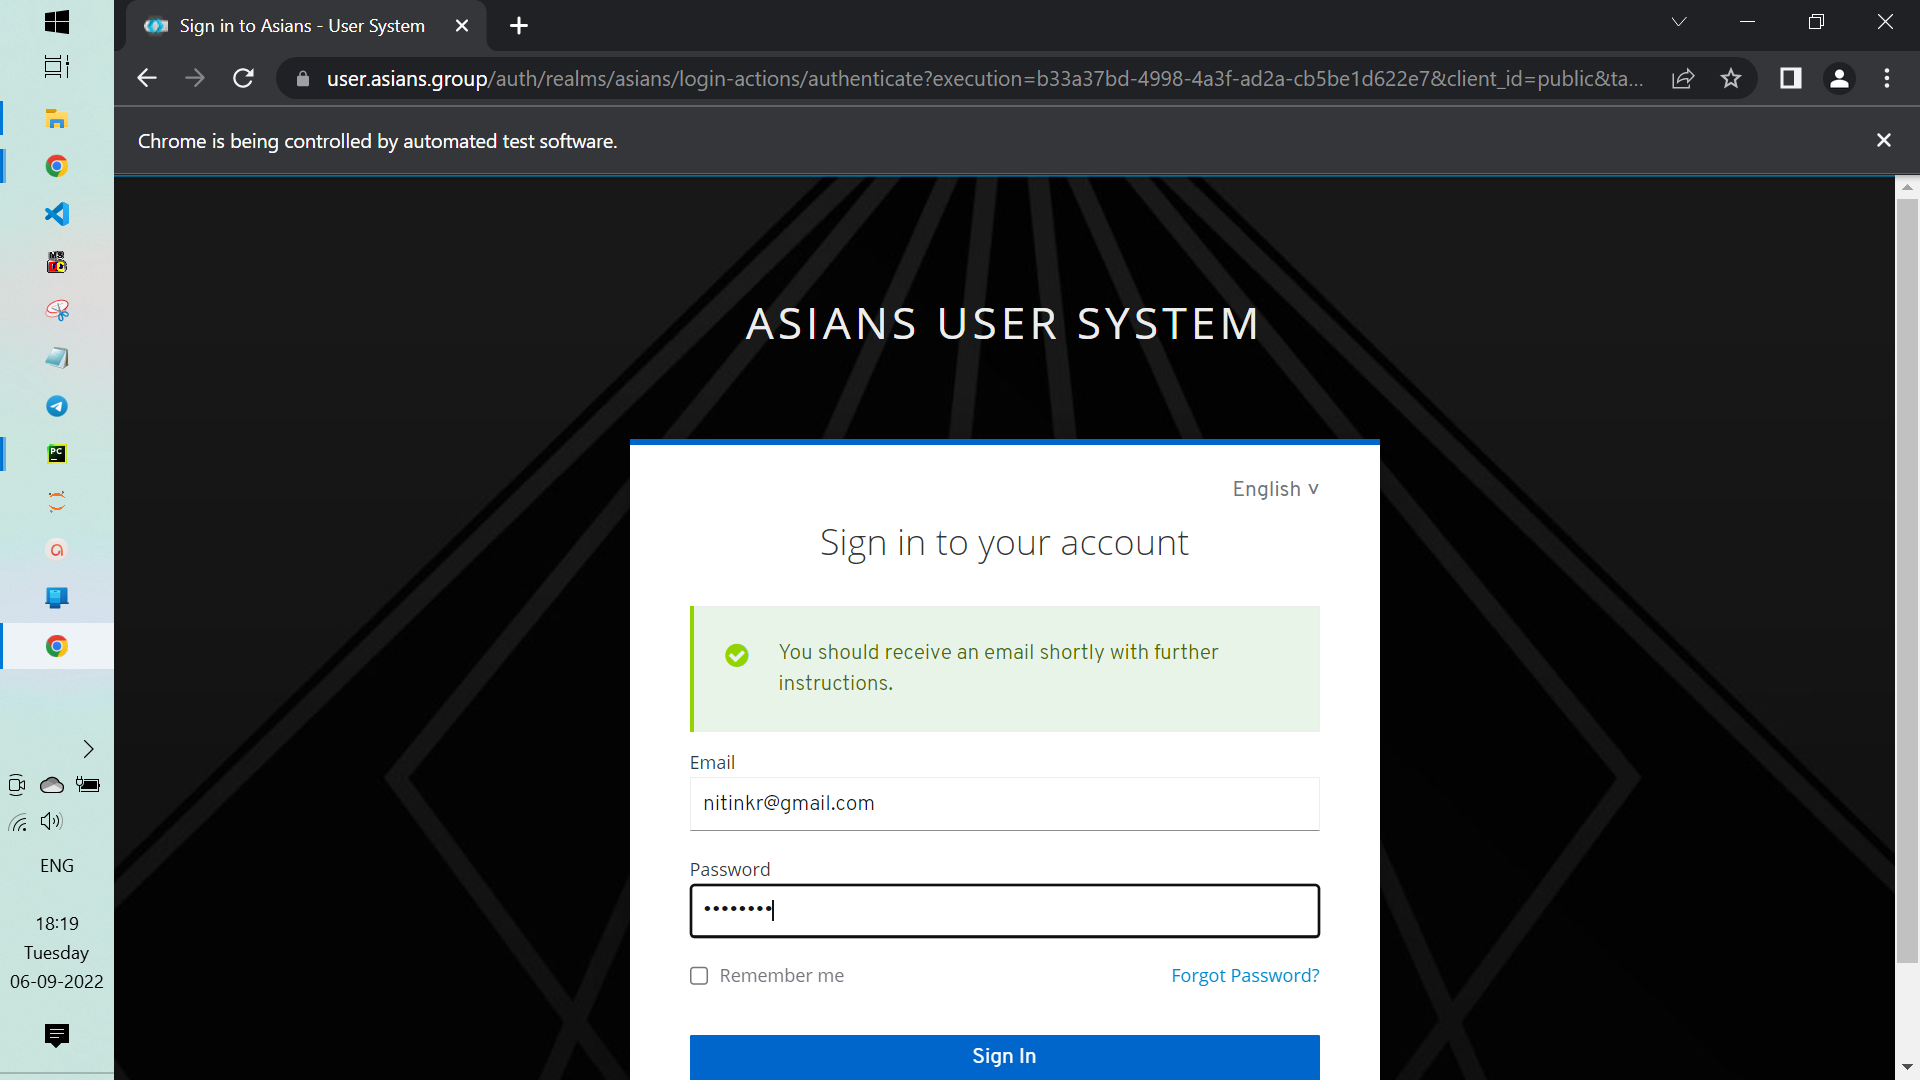 Sign in to Asians - User System
user.asians.group/auth/realms/asians/login-actions/authenticate?execution=b33a37bd-4998-4a3f-ad2a-cb5be1d622e7&client_id=public&ta...
Chrome is being controlled by automated test software.
ASIANS USER SYSTEM
English v
Sign in to your account
You should receive an email shortly with further
instructions.
Email
nitinkr@gmail.com
Password
••••••••
Remember me
Forgot Password?
Sign In
PC
ENG
18:19
Tuesday
06-09-2022